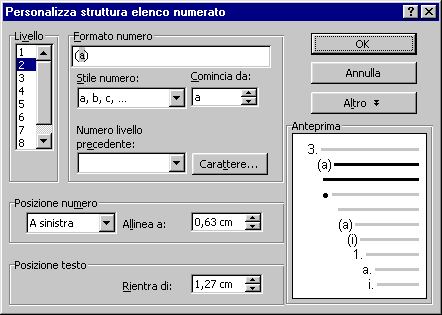 Personalizza struttura elenco numerato
Livello
1
2
3
4
5
6
7
8
Formato numero
(a)
Stile numero:
Comincia da:
a, b, c, ...
a
Numero livello
precedente:
Carattere...
OK
Annulla
Altro
Anteprima
3.
(a)
(a)
(i)
1.
a.
i.
Posizione numero
A sinistra
Allinea a:
0,63 cm
Posizione testo
Rientra di:
1,27 cm